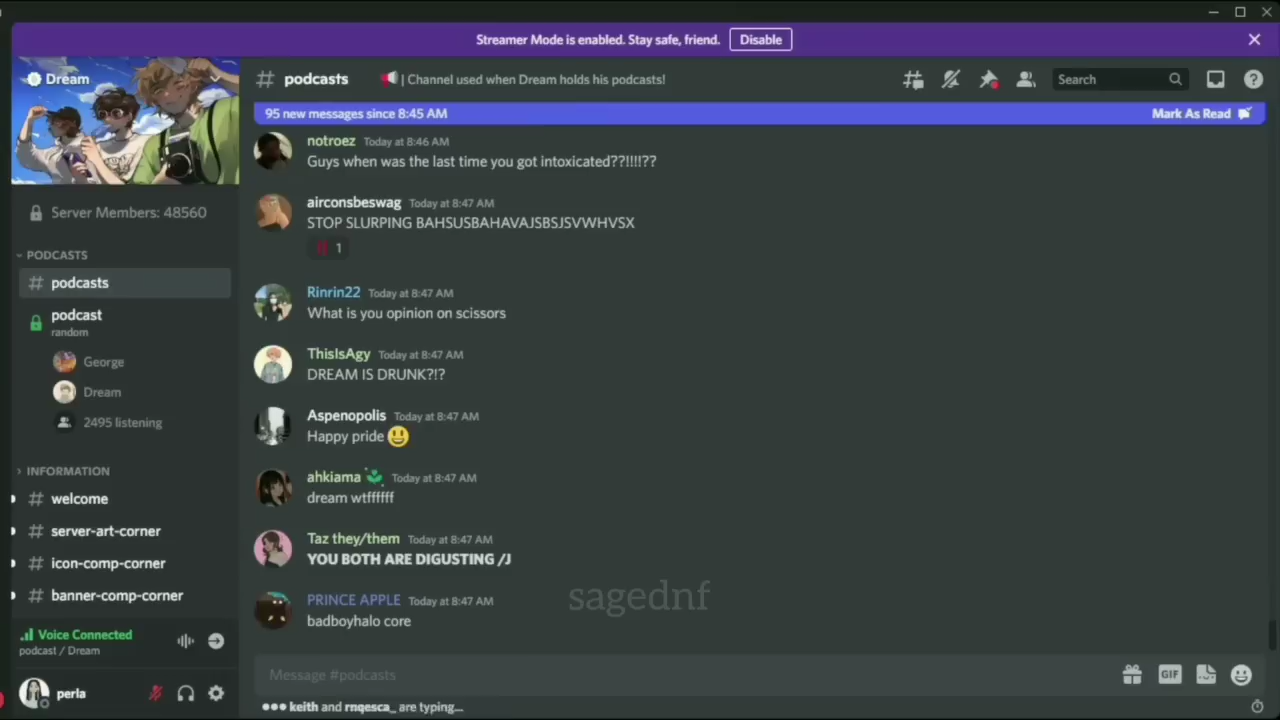 Streamer Mode is enabled. Stay safe, friend. Disable
Dream
podcasts | Channel used when Dream holds his podcasts! Search
95 new messages since 8:45 AM Mark As Read
Server Members: 48560
PODCASTS
podcasts
podcast
random
George
Dream
2495 listening
INFORMATION
welcome
server-art-corner
icon-comp-corner
banner-comp-corner
Voice Connected
podcast / Dream
perla
notroez Today at 8:46 AM
Guys when was the last time you got intoxicated??!!!!??
airconsbeswag Today at 8:47 AM
STOP SLURPING BAHSUSBAHAVAJSBSJSVWHVSX
1
Rinrin22 Today at 8:47 AM
What is you opinion on scissors
ThisIsAgy Today at 8:47 AM
DREAM IS DRUNK?!?
Aspenopolis Today at 8:47 AM
Happy pride 😃
ahkiama Today at 8:47 AM
dream wtffffff
Taz they/them Today at 8:47 AM
YOU BOTH ARE DIGUSTING /J
sagednf
PRINCE APPLE Today at 8:47 AM
badboyhalo core
Message #podcasts GIF
keith and rnqesca_ are typing...